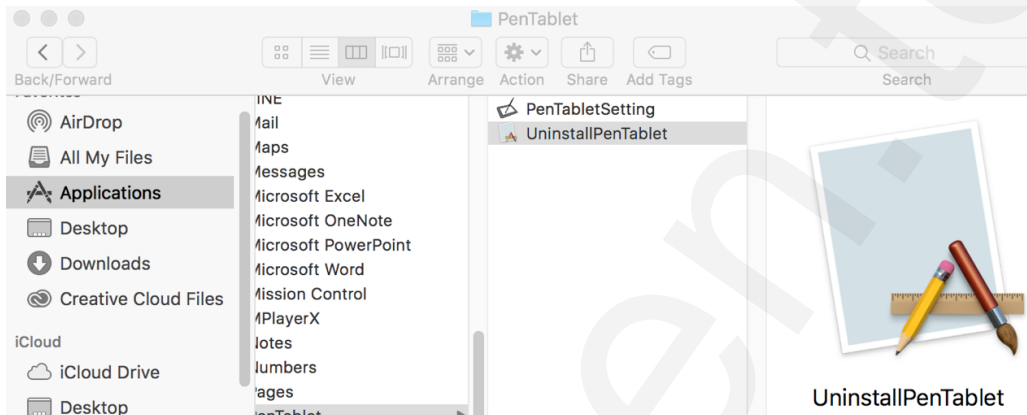 PenTablet
Back/Forward
View
Arrange
Action
Share
Add Tags
Search
Search
AirDrop
All My Files
Applications
Desktop
Downloads
Creative Cloud Files
iCloud
iCloud Drive
Desktop
Mail
Maps
Messages
Microsoft Excel
Microsoft OneNote
Microsoft PowerPoint
Microsoft Word
Mission Control
MPlayerX
Notes
Numbers
Pages
PenTablet
PenTabletSetting
UninstallPenTablet
UninstallPenTablet